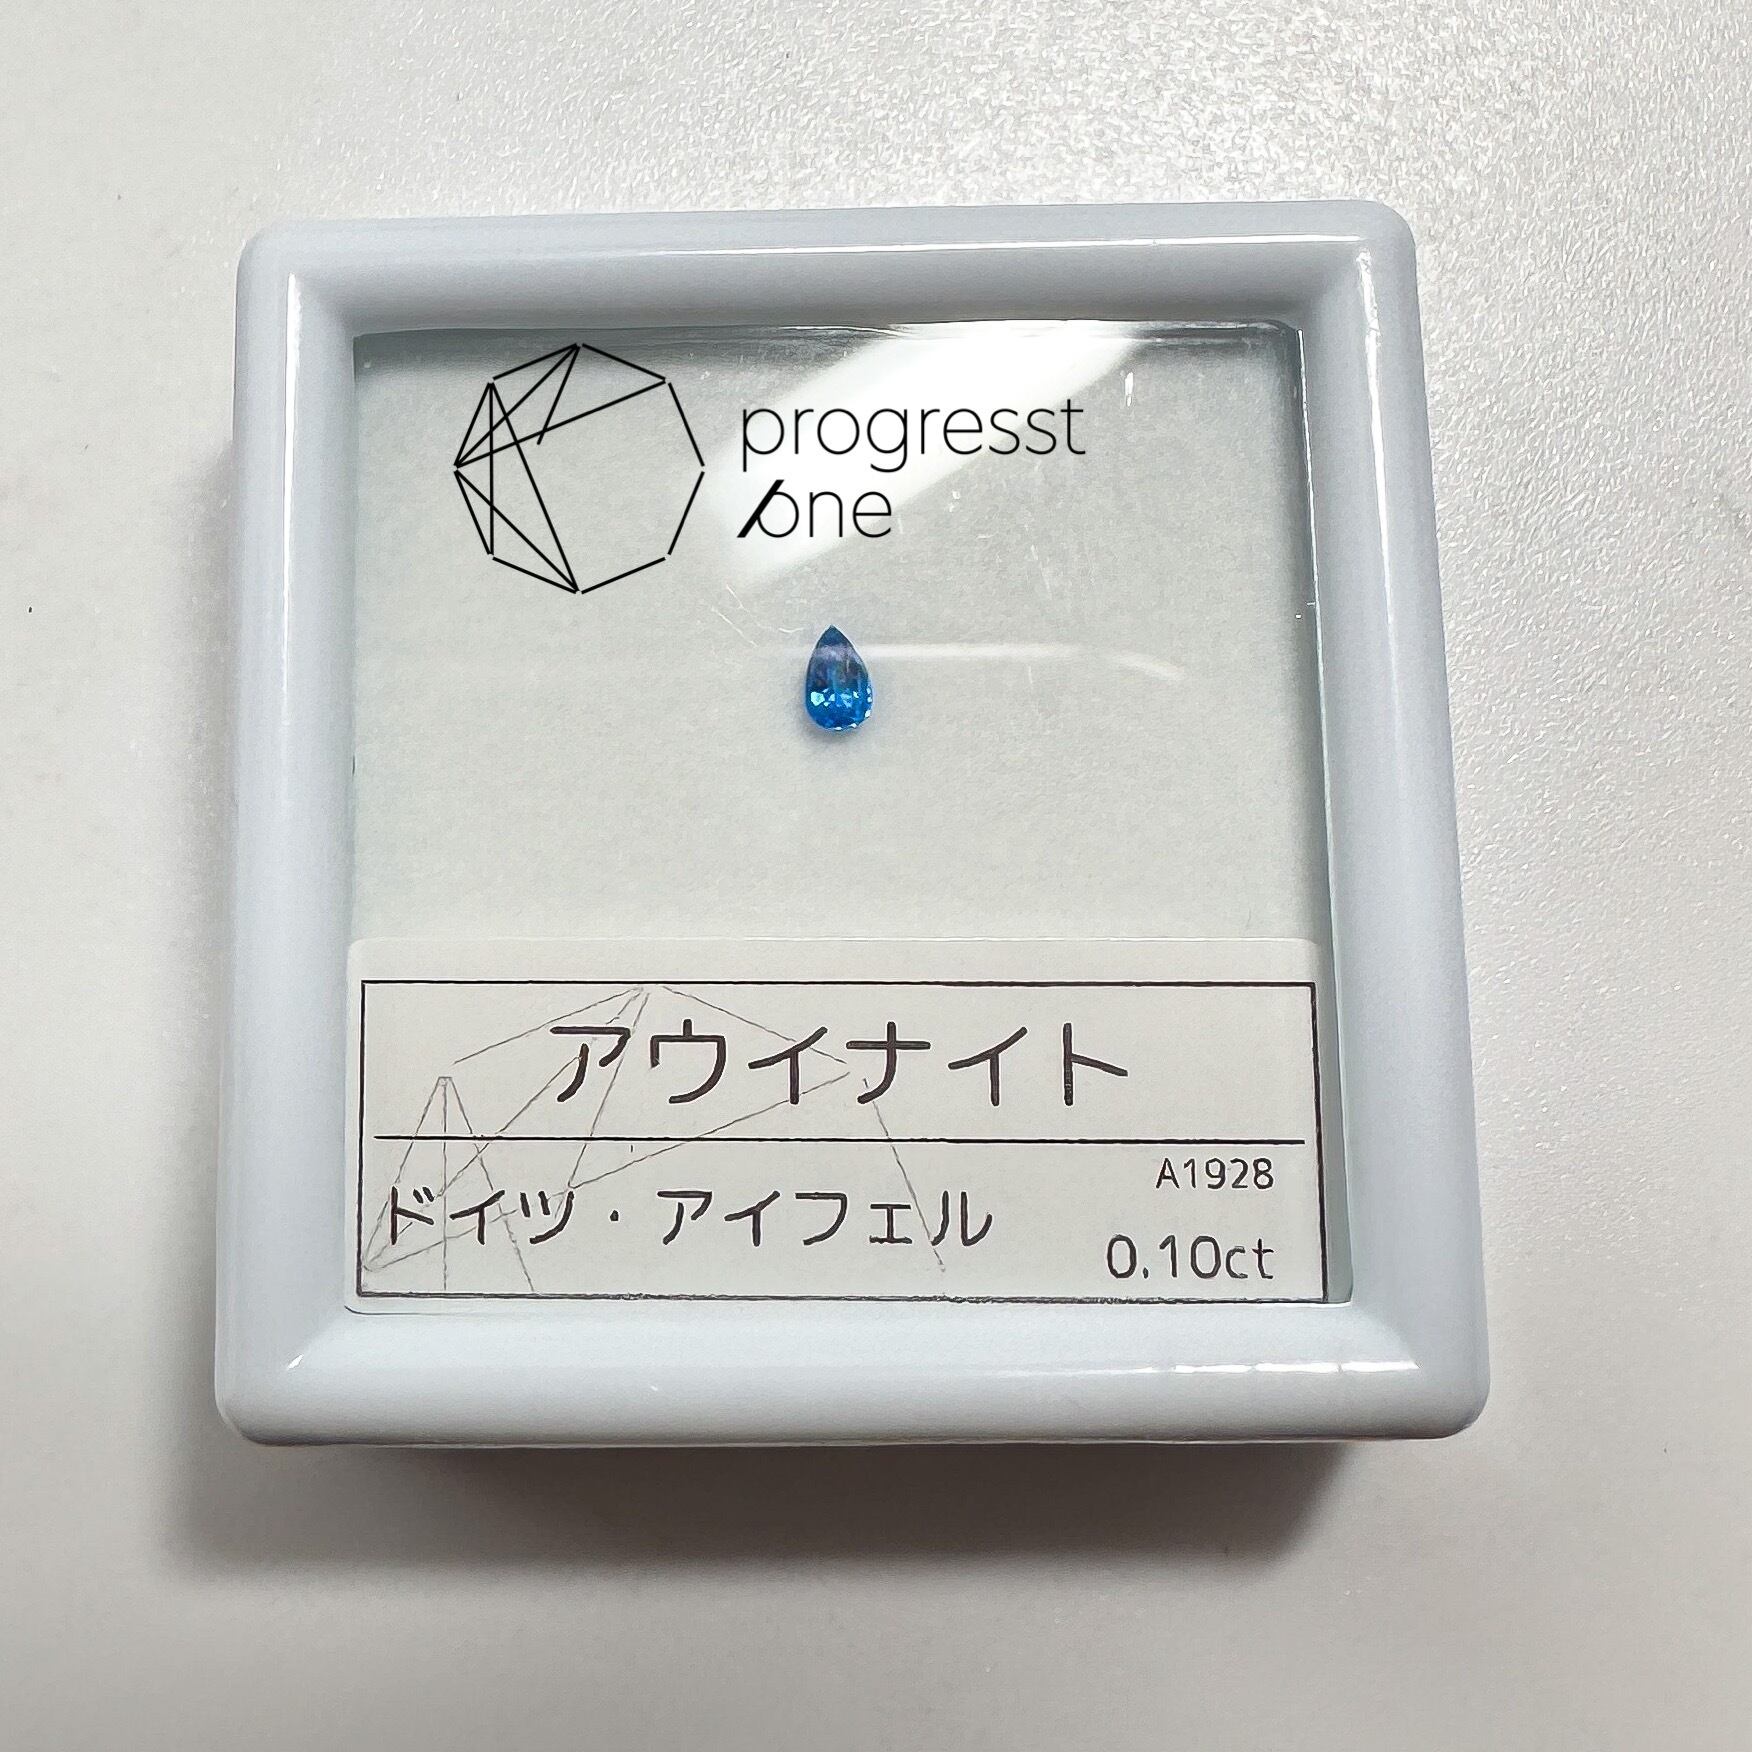 progresst
one
アウイナイト
A1928
ドイツ・アイフェル
0.10ct